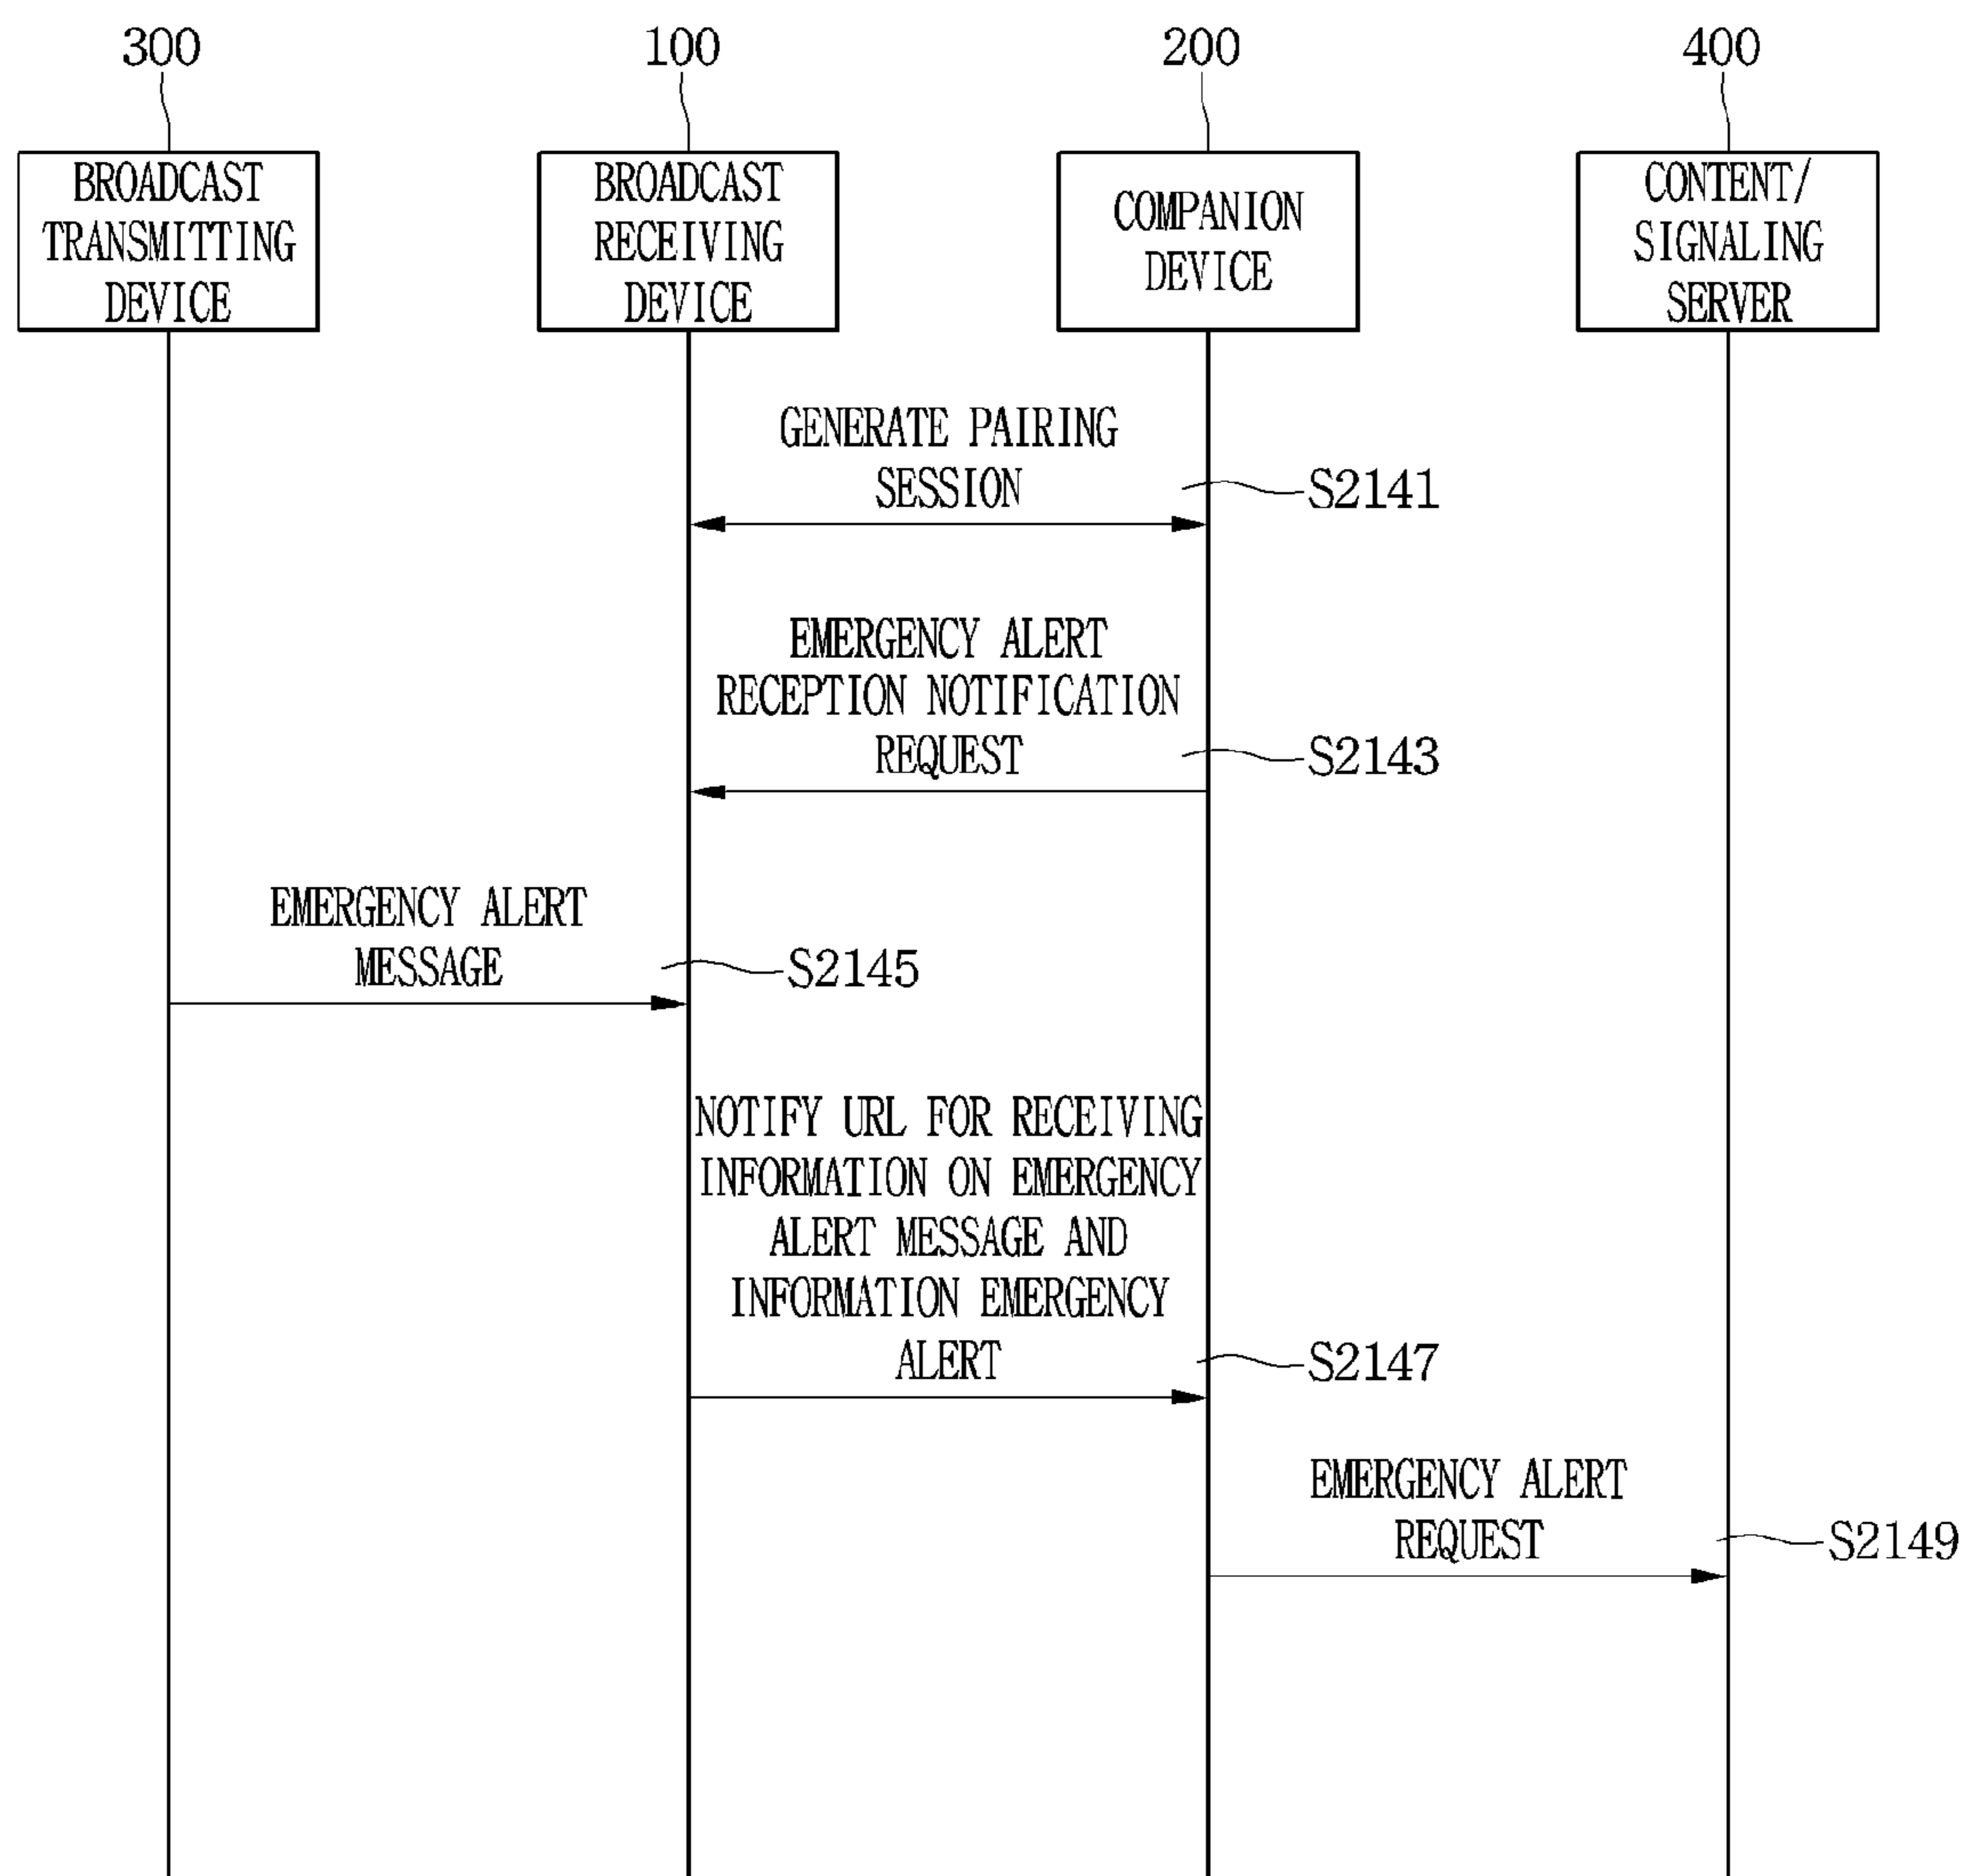 300
100
200
400
BROADCAST
TRANSMITTING
DEVICE
BROADCAST
RECEIVING
DEVICE
COMPANION
DEVICE
CONTENT/
SIGNALING
SERVER
GENERATE PAIRING
SESSION
S2141
EMERGENCY ALERT
RECEPTION NOTIFICATION
REQUEST
S2143
EMERGENCY ALERT
MESSAGE
S2145
NOTIFY URL FOR RECEIVING
INFORMATION ON EMERGENCY
ALERT MESSAGE AND
INFORMATION EMERGENCY
ALERT
S2147
EMERGENCY ALERT
REQUEST
S2149